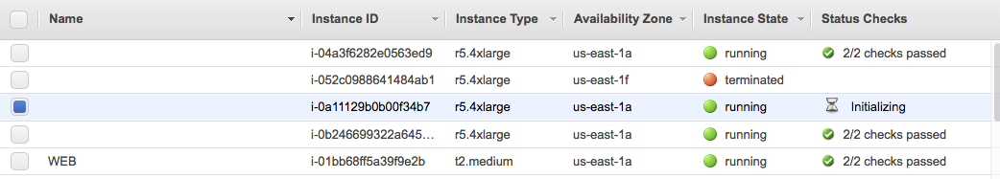 Name Instance ID Instance Type Availability Zone Instance State Status Checks
i-04a3f6282e0563ed9 r5.4xlarge us-east-1a running 2/2 checks passed
i-052c0988641484ab1 r5.4xlarge us-east-1f terminated
i-0a11129b0b00f34b7 r5.4xlarge us-east-1a running Initializing
i-0b246699322a645... r5.4xlarge us-east-1a running 2/2 checks passed
WEB i-01bb68ff5a39f9e2b t2.medium us-east-1a running 2/2 checks passed